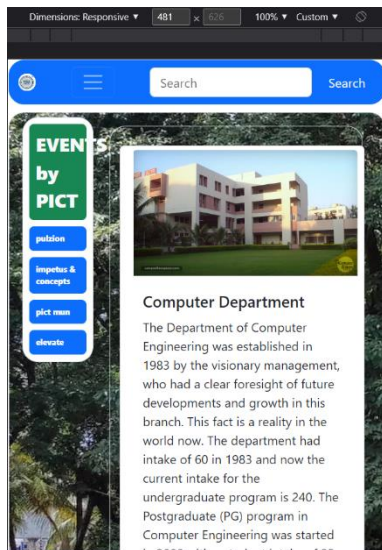 Dimensions: Responsive ▼ 481 × 626 100% ▼ Custom ▼
Search Search
EVENTS
by
PICT
pulzion
impetus &
concepts
pict mun
elevate
Computer Department
The Department of Computer
Engineering was established in
1983 by the visionary management,
who had a clear foresight of future
developments and growth in this
branch. This fact is a reality in the
world now. The department had
intake of 60 in 1983 and now the
current intake for the
undergraduate program is 240. The
Postgraduate (PG) program in
Computer Engineering was started